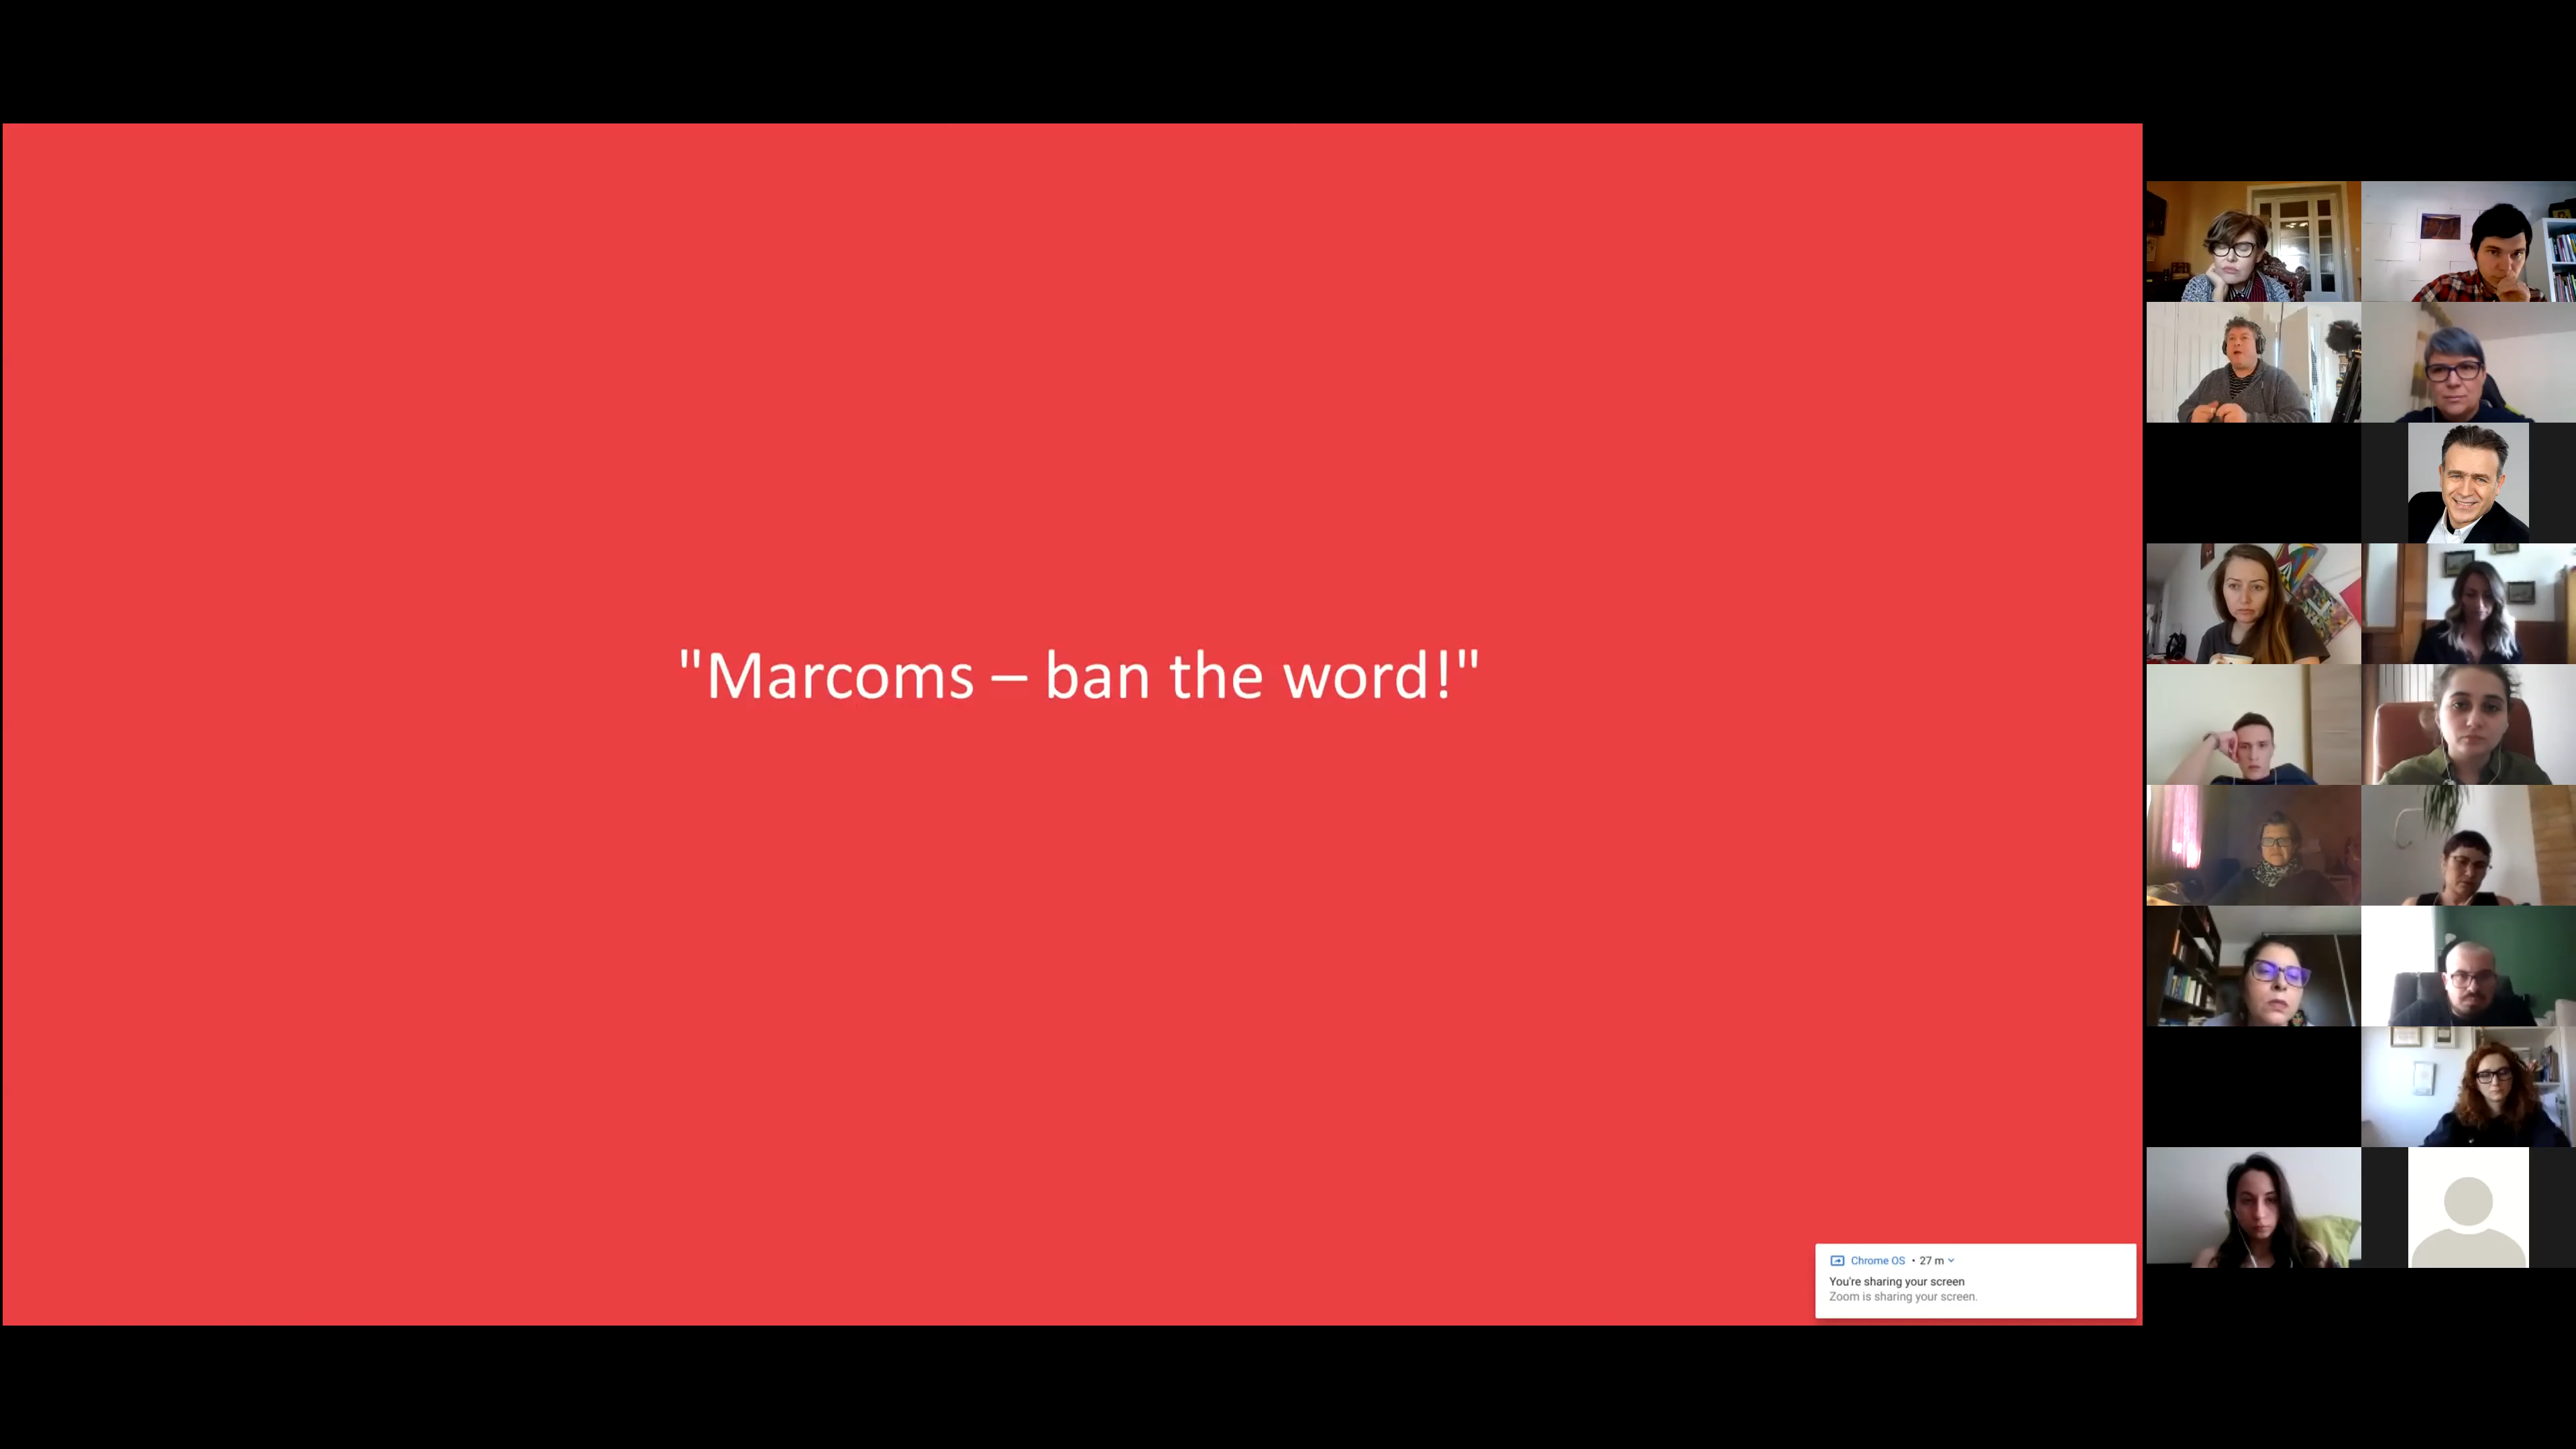 "Marcoms – ban the word!"
Chrome OS • 27 m
You're sharing your screen
Zoom is sharing your screen.